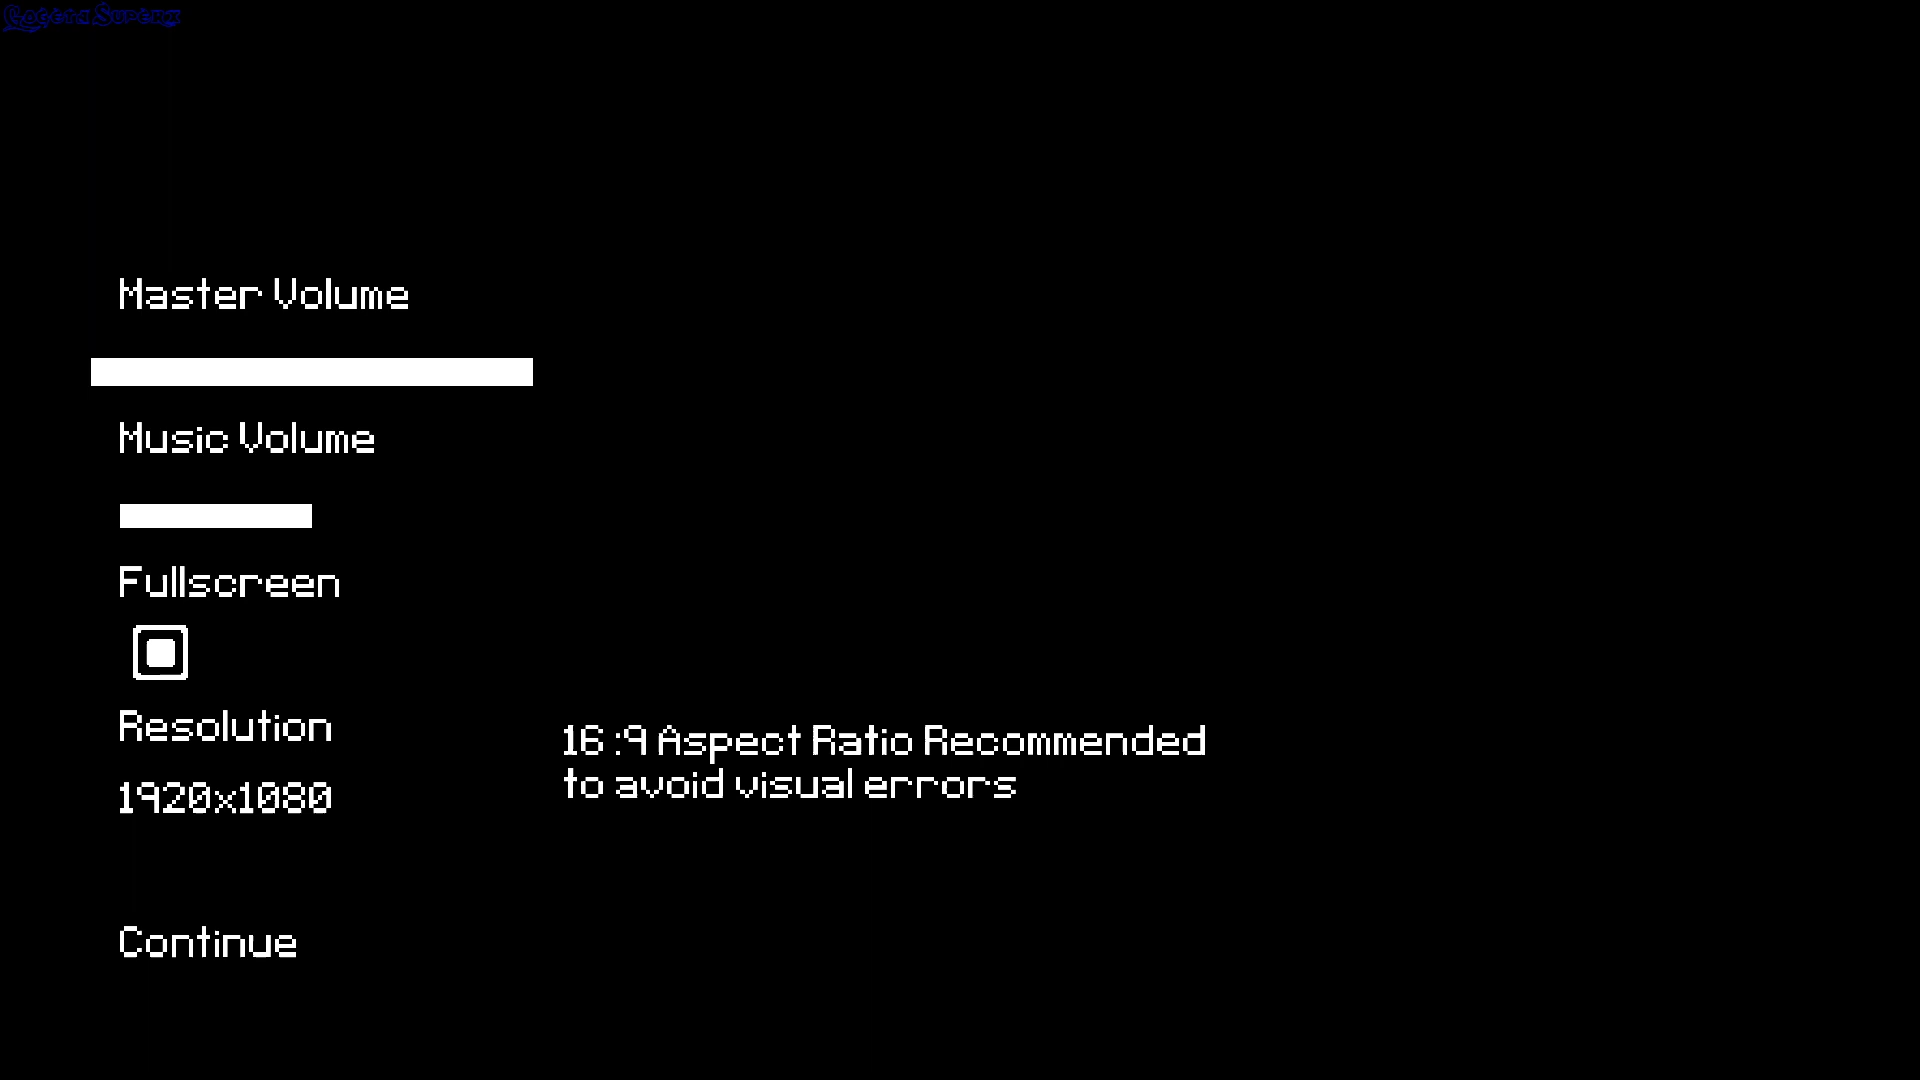 Master Volume
Music Volume
Fullscreen
Resolution
16:9 Aspect Ratio Recommended
to avoid visual errors
1920x1080
Continue